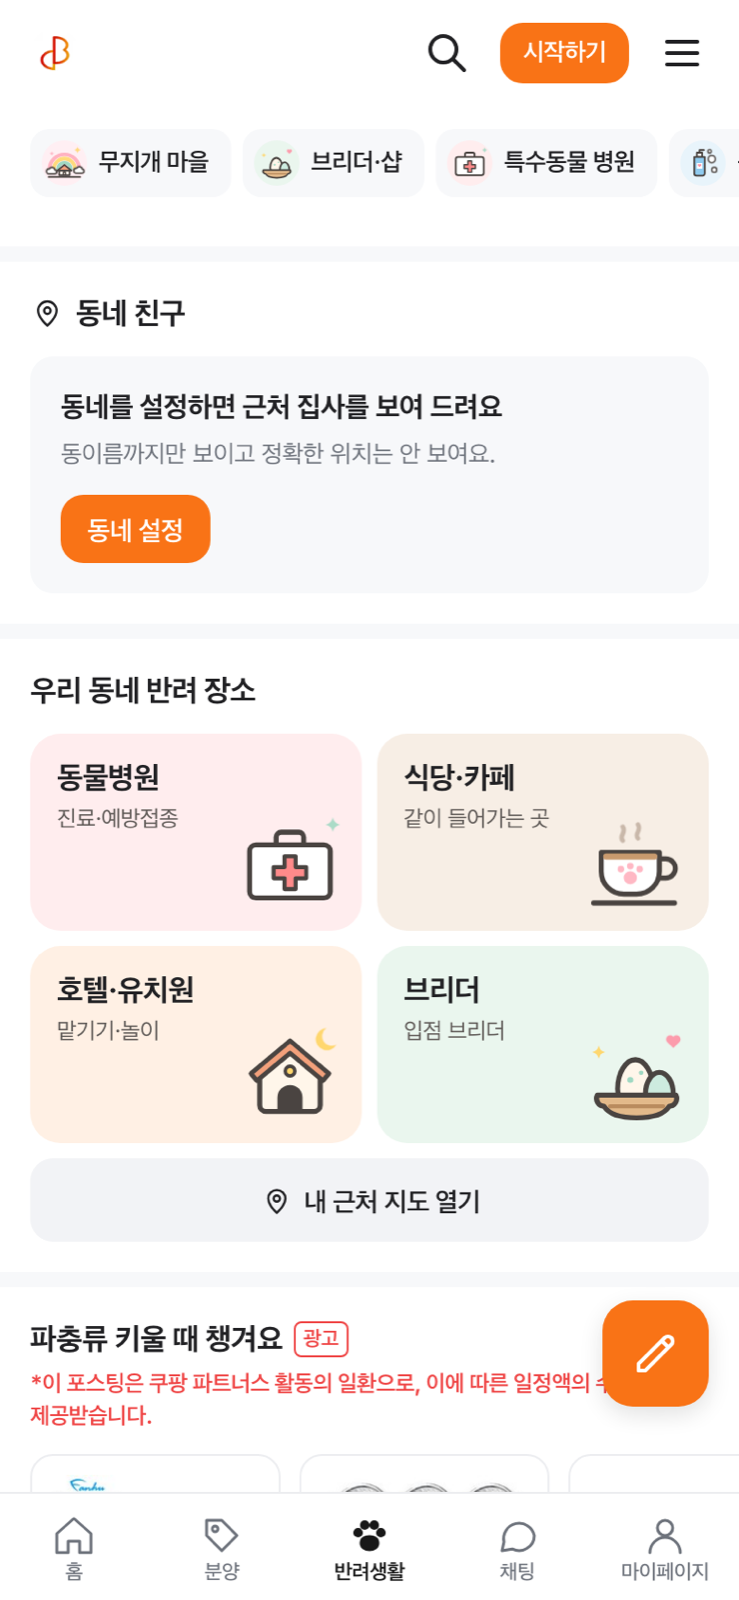 시작하기
무지개 마을
브리더·샵
특수동물 병원
동네 친구
동네를 설정하면 근처 집사를 보여 드려요
동이름까지만 보이고 정확한 위치는 안 보여요.
동네 설정
우리 동네 반려 장소
동물병원
진료·예방접종
식당·카페
같이 들어가는 곳
호텔·유치원
맡기기·놀이
브리더
입점 브리더
내 근처 지도 열기
파충류 키울 때 챙겨요 광고
*이 포스팅은 쿠팡 파트너스 활동의 일환으로, 이에 따른 일정액의
제공받습니다.
홈
분양
반려생활
채팅
마이페이지